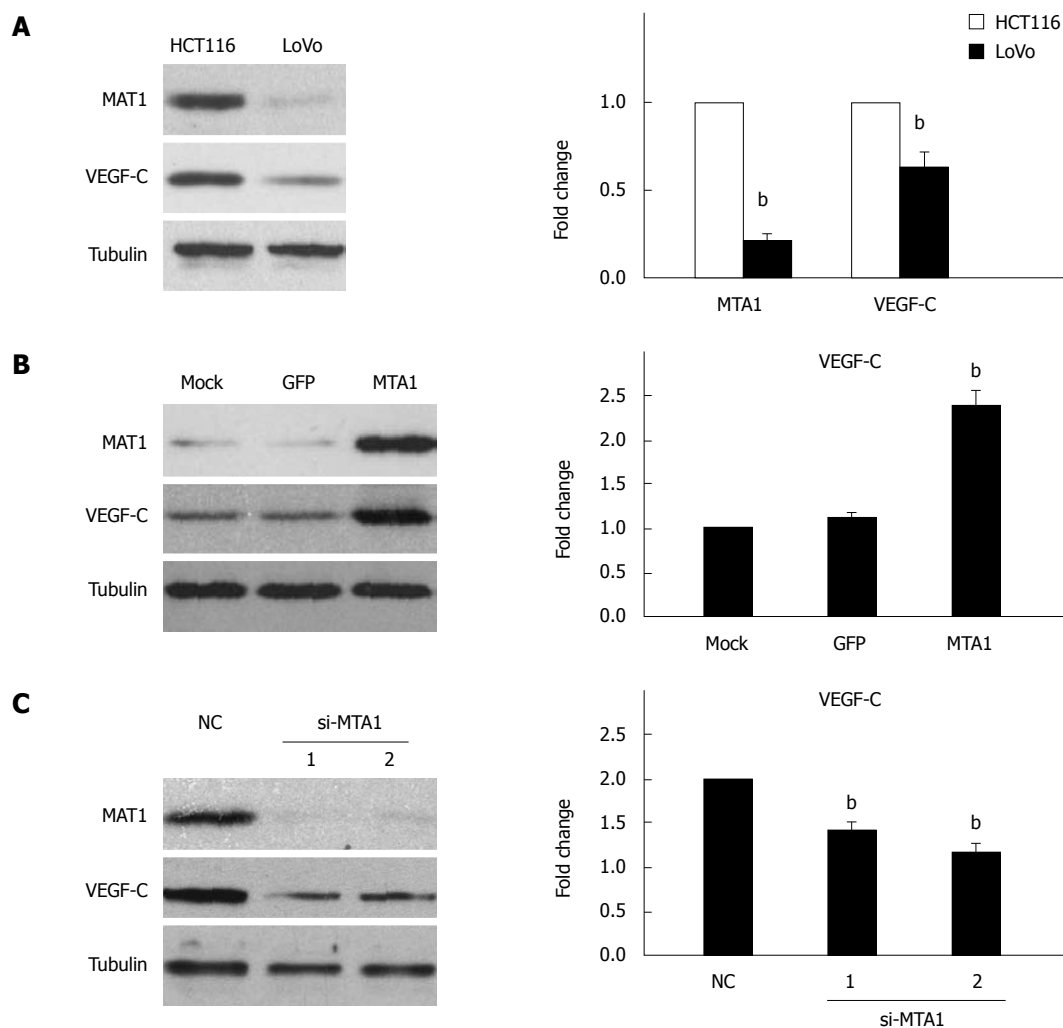 A
HCT116 LoVo
MAT1
VEGF-C
Tubulin
HCT116
LoVo
Fold change
1.0
0.5
0.0
b
b
MTA1 VEGF-C
B
Mock GFP MTA1
MAT1
VEGF-C
Tubulin
VEGF-C
Fold change
2.5
2.0
1.5
1.0
0.5
0.0
b
Mock GFP MTA1
C
NC si-MTA1
1 2
MAT1
VEGF-C
Tubulin
VEGF-C
Fold change
2.5
2.0
1.5
1.0
0.5
0.0
b
b
NC 1 2
si-MTA1